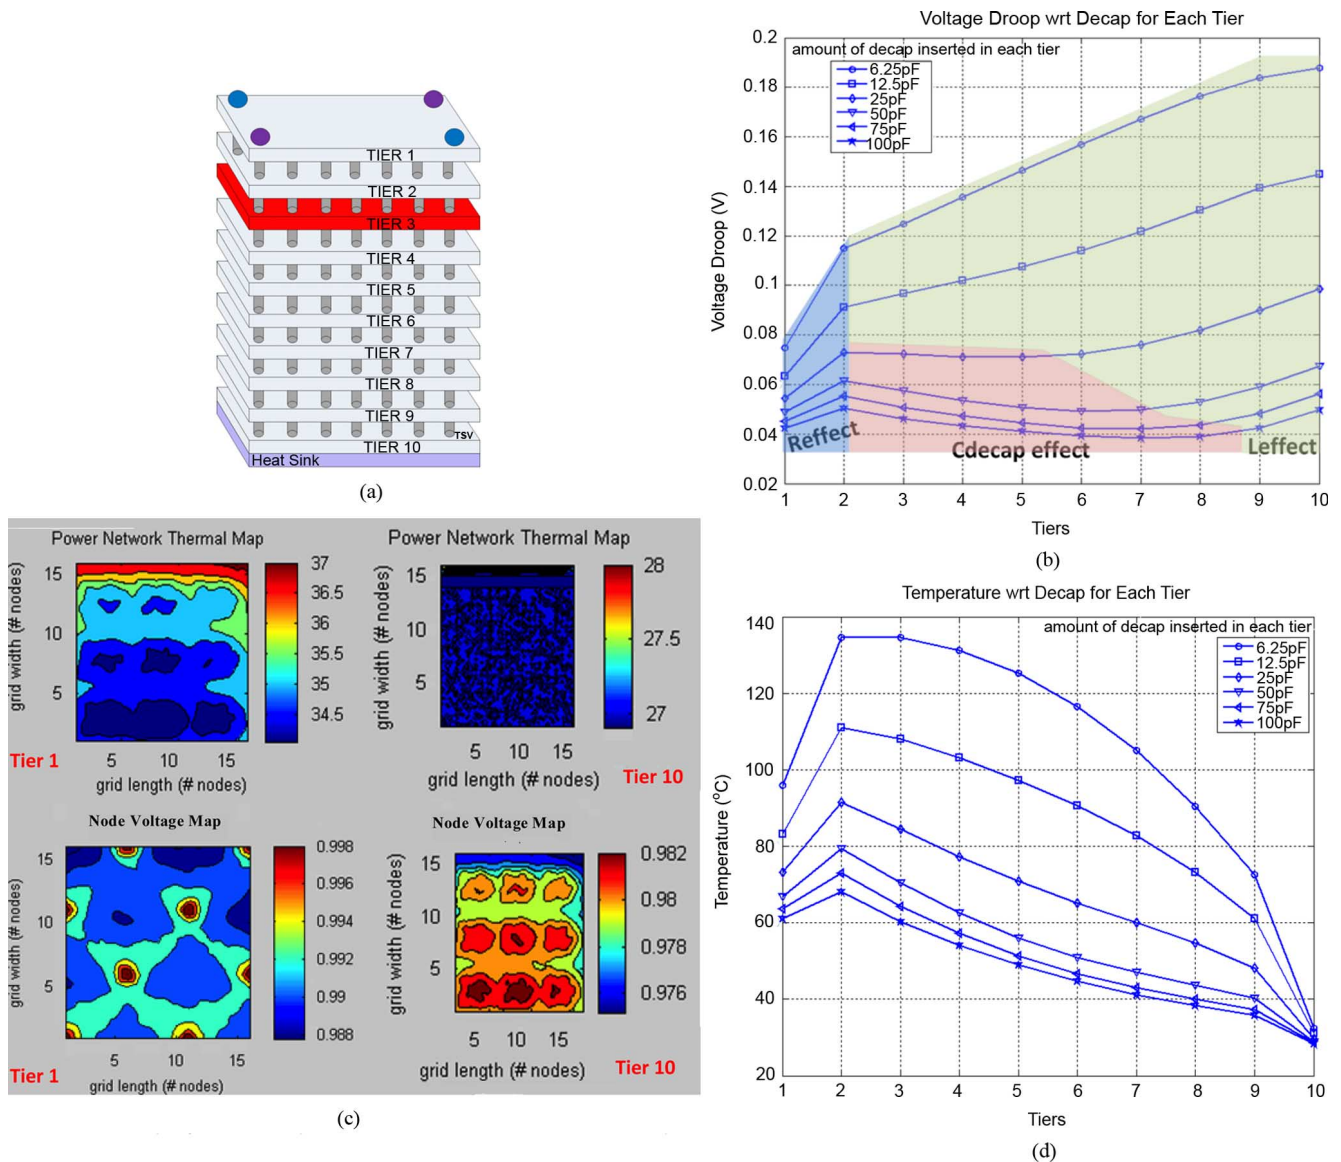 TIER 1
TIER 2
TIER 3
TIER 4
TIER 5
TIER 6
TIER 7
TIER 8
TIER 9
TSV
TIER 10
Heat Sink
(a)
Voltage Droop wrt Decap for Each Tier
amount of decap inserted in each tier
6.25pF
12.5pF
25pF
50pF
75pF
100pF
Voltage Droop (V)
0.2
0.18
0.16
0.14
0.12
0.1
0.08
0.06
0.04
0.02
Reffect
Cdecap effect
Leffect
1 2 3 4 5 6 7 8 9 10
Tiers
(b)
Power Network Thermal Map
grid width (# nodes)
15
10
5
37
36.5
36
35.5
35
34.5
5 10 15
grid length (# nodes)
Tier 1
Power Network Thermal Map
grid width (# nodes)
15
10
5
28
27.5
27
5 10 15
grid length (# nodes)
Tier 10
Node Voltage Map
grid width (# nodes)
15
10
5
0.998
0.996
0.994
0.992
0.99
0.988
5 10 15
grid length (# nodes)
Tier 1
Node Voltage Map
grid width (# nodes)
15
10
5
0.982
0.98
0.978
0.976
5 10 15
grid length (# nodes)
Tier 10
(c)
Temperature wrt Decap for Each Tier
amount of decap inserted in each tier
6.25pF
12.5pF
25pF
50pF
75pF
100pF
Temperature (°C)
140
120
100
80
60
40
20
1 2 3 4 5 6 7 8 9 10
Tiers
(d)